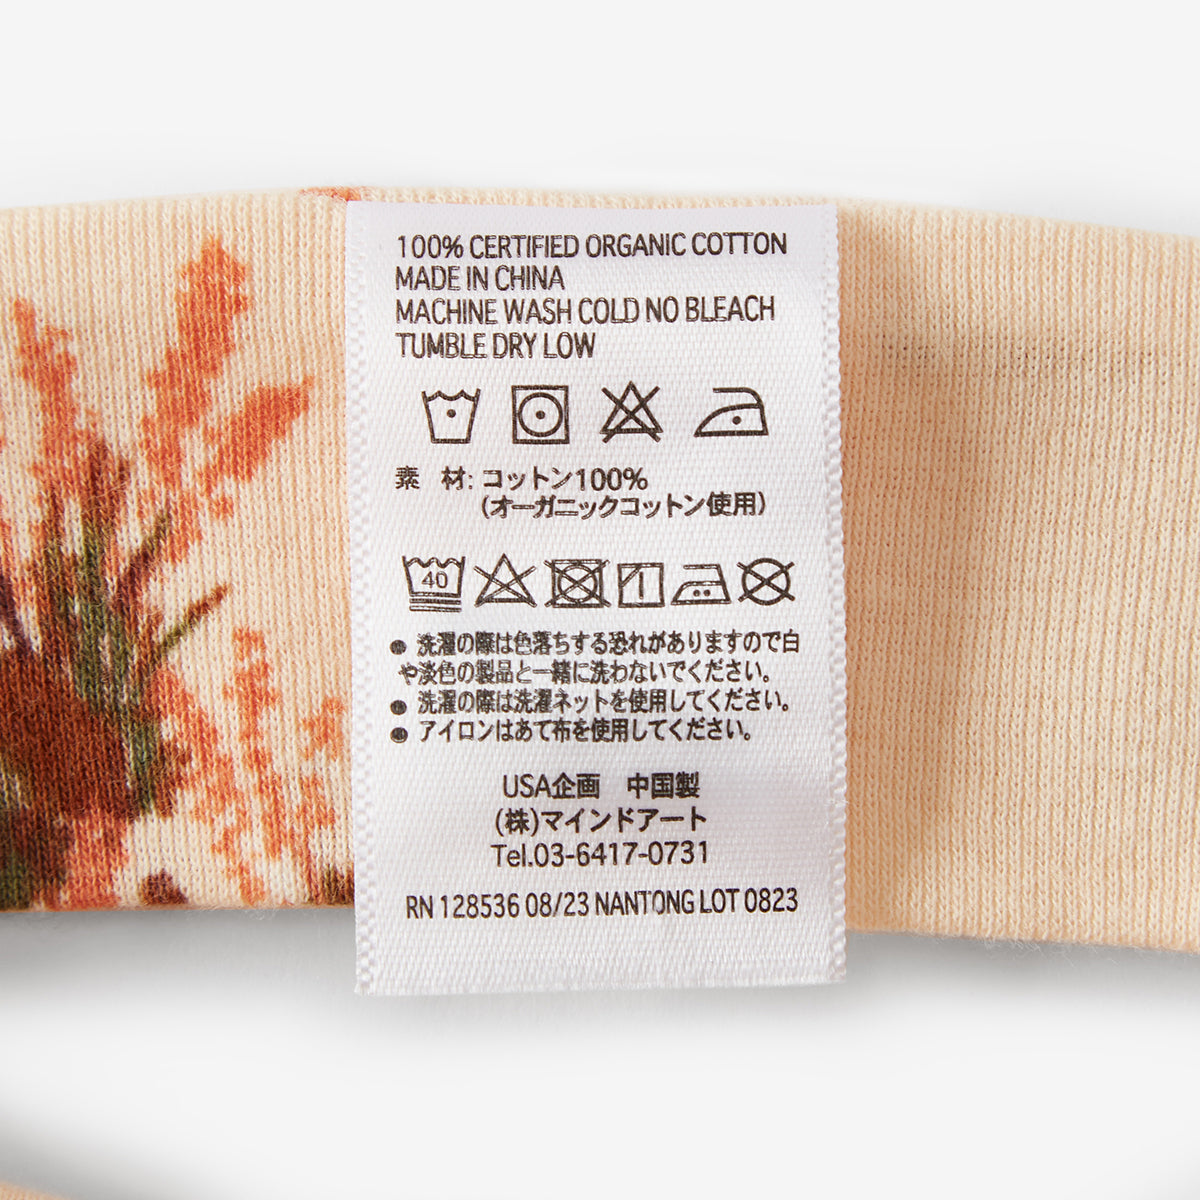 100% CERTIFIED ORGANIC COTTON
MADE IN CHINA
MACHINE WASH COLD NO BLEACH
TUMBLE DRY LOW
素 材: コットン100%
(オーガニックコットン使用)
40
● 洗濯の際は色落ちする恐れがありますので白
や淡色の製品と一緒に洗わないでください。
● 洗濯の際は洗濯ネットを使用してください。
● アイロンはあて布を使用してください。
USA企画 中国製
(株)マインドアート
Tel.03-6417-0731
RN 128536 08/23 NANTONG LOT 0823